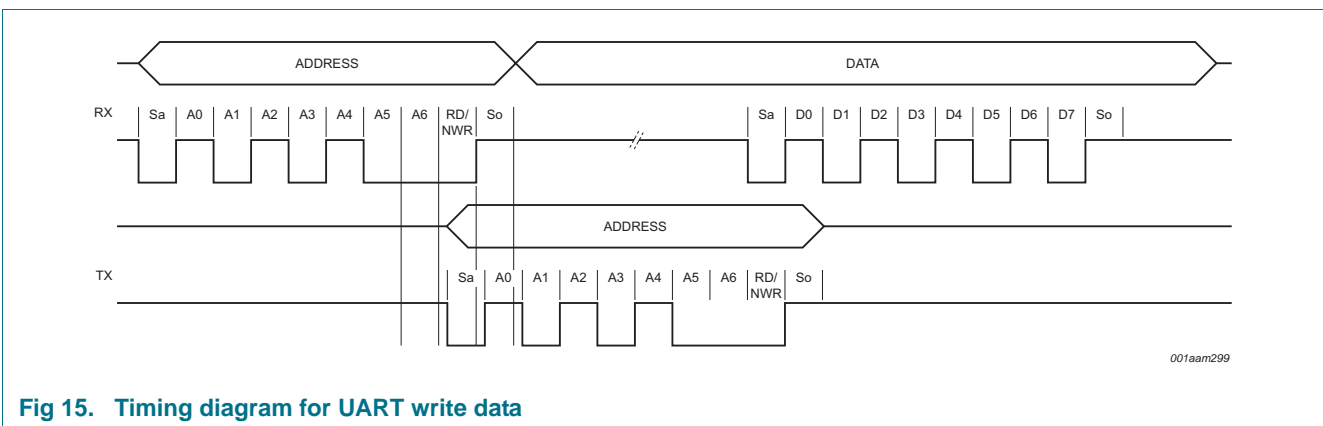 ADDRESS DATA
RX Sa A0 A1 A2 A3 A4 A5 A6 RD/ So Sa D0 D1 D2 D3 D4 D5 D6 D7 So
NWR
ADDRESS
TX Sa A0 A1 A2 A3 A4 A5 A6 RD/ So
NWR
001aam299
Fig 15. Timing diagram for UART write data